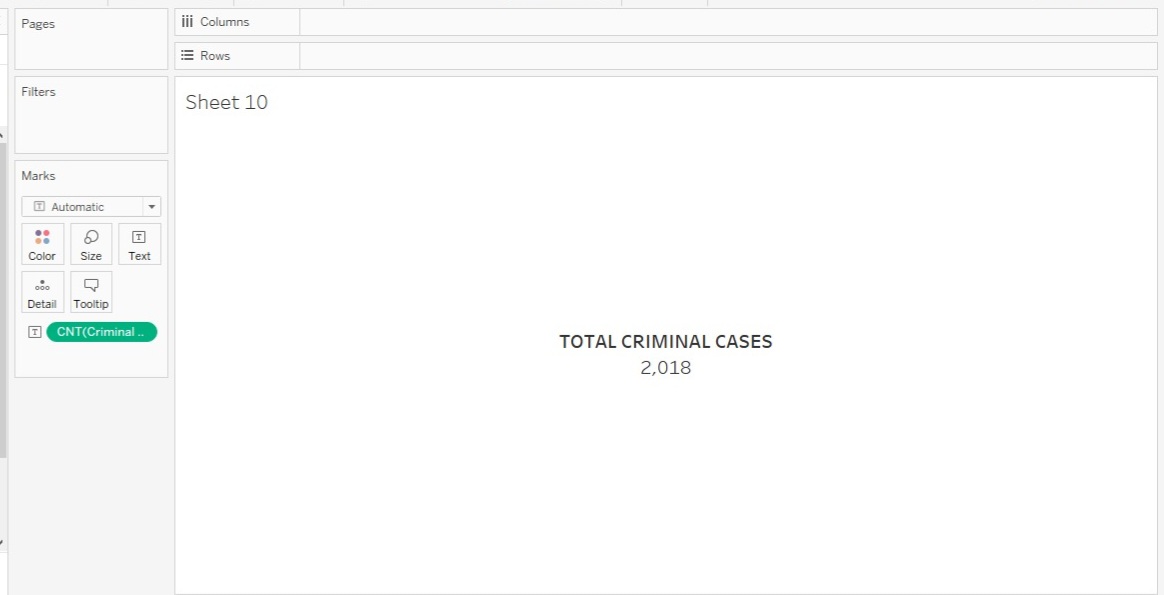 Pages
Columns
Rows
Filters
Sheet 10
Marks
Automatic
Color
Size
Text
Detail
Tooltip
CNT(Criminal ..
TOTAL CRIMINAL CASES
2,018